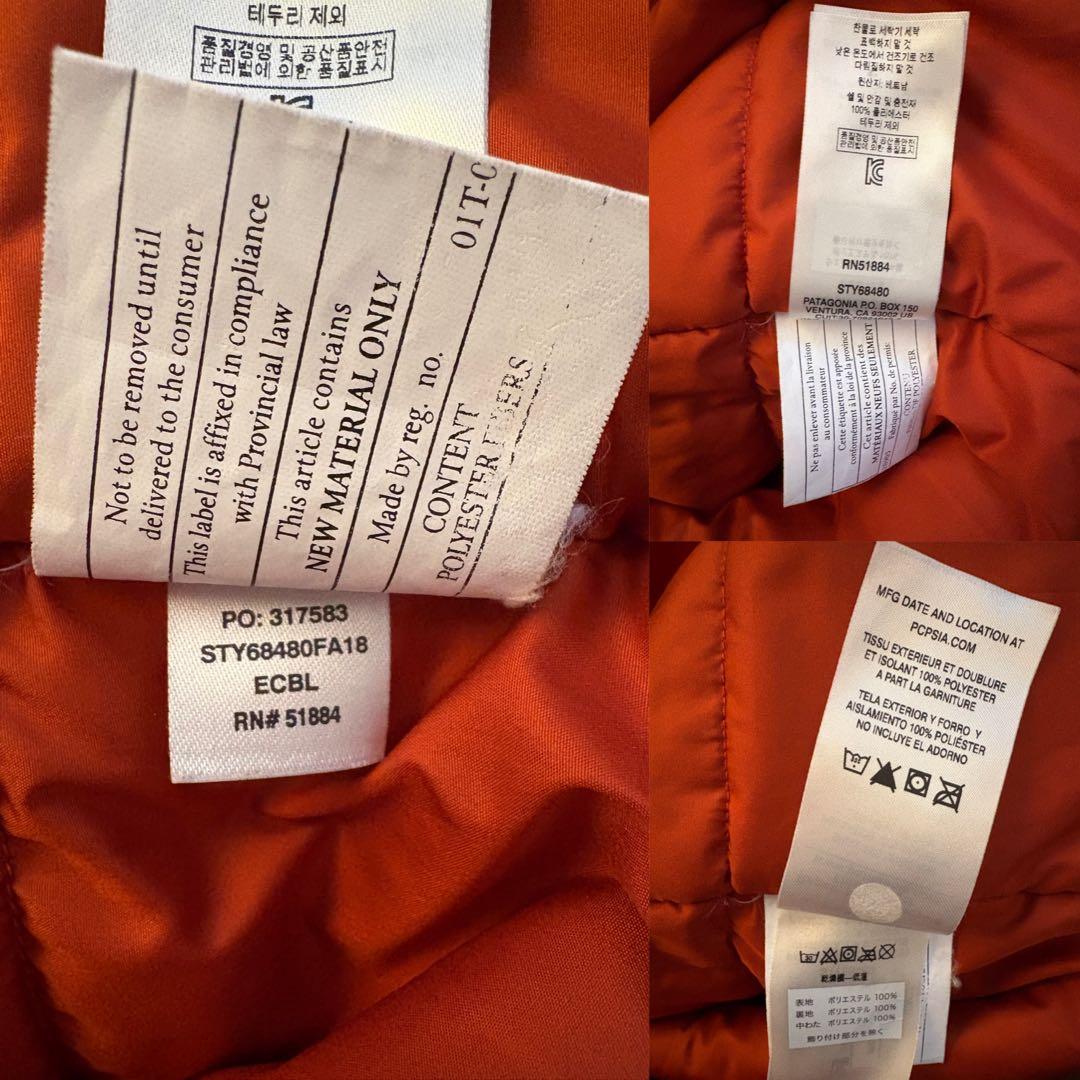 테두리 제외
품질경영 및 공산품안전
관리법에 의한 품질표시
Not to be removed until
delivered to the consumer
This label is affixed in compliance
with Provincial law
This article contains
NEW MATERIAL ONLY
Made by reg. no.
01T-C
CONTENT
POLYESTER FIBERS
PO: 317583
STY68480FA18
ECBL
RN# 51884
찬물로 세탁기 세탁
표백하지 말 것
낮은 온도에서 건조기로 건조
다림질하지 말 것
원산지: 베트남
쉘 및 안감 및 충전재
100% 폴리에스터
테두리 제외
품질경영 및 공산품안전
관리법에 의한 품질표시
RN51884
STY68480
PATAGONIA P.O. BOX 150
VENTURA, CA 93002 US
Ne pas enlever avant la livraison
au consommateur
Cette étiquette est apposée
conformément à la loi de la province
Cet article contient des
MATÉRIAUX NEUFS SEULEMENT
Fabriqué par No. de permis:
CONTENU
DE POLYESTER
MFG DATE AND LOCATION AT
PCPSIA.COM
TISSU EXTERIEUR ET DOUBLURE
ET ISOLANT 100% POLYESTER
A PART LA GARNITURE
TELA EXTERIOR Y FORRO Y
AISLAMIENTO 100% POLIÉSTER
NO INCLUYE EL ADORNO
乾燥機—低温
表地 ポリエステル 100%
裏地 ポリエステル 100%
中わた ポリエステル 100%
飾り付け部分を除く